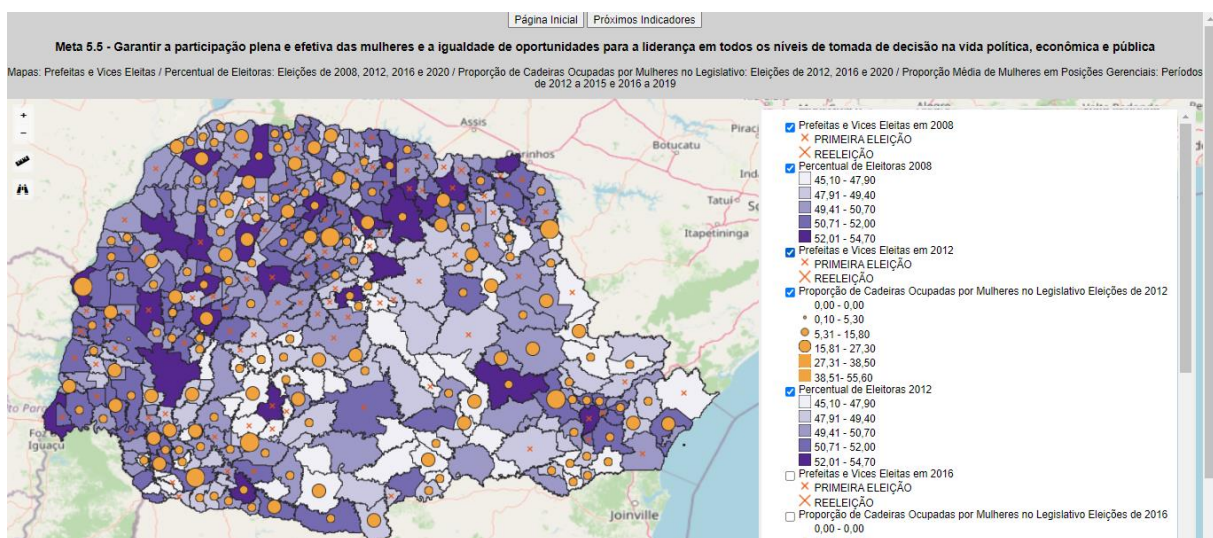 Página Inicial Próximos Indicadores
Meta 5.5 - Garantir a participação plena e efetiva das mulheres e a igualdade de oportunidades para a liderança em todos os níveis de tomada de decisão na vida política, econômica e pública
Mapas: Prefeitas e Vices Eleitas / Percentual de Eleitoras: Eleições de 2008, 2012, 2016 e 2020 / Proporção de Cadeiras Ocupadas por Mulheres no Legislativo: Eleições de 2012, 2016 e 2020 / Proporção Média de Mulheres em Posições Gerenciais: Períodos
de 2012 a 2015 e 2016 a 2019
+
-
Assis
Botucatu
Itapetininga
Foz
Iguaçu
Joinville
Prefeitas e Vices Eleitas em 2008
PRIMEIRA ELEIÇÃO
REELEIÇÃO
Percentual de Eleitoras 2008
45,10 - 47,90
47,91 - 49,40
49,41 - 50,70
50,71 - 52,00
52,01 - 54,70
Prefeitas e Vices Eleitas em 2012
PRIMEIRA ELEIÇÃO
REELEIÇÃO
Proporção de Cadeiras Ocupadas por Mulheres no Legislativo Eleições de 2012
0,00 - 0,00
0,10 - 5,30
5,31 - 15,80
15,81 - 27,30
27,31 - 38,50
38,51- 55,60
Percentual de Eleitoras 2012
45,10 - 47,90
47,91 - 49,40
49,41 - 50,70
50,71 - 52,00
52,01 - 54,70
Prefeitas e Vices Eleitas em 2016
PRIMEIRA ELEIÇÃO
REELEIÇÃO
Proporção de Cadeiras Ocupadas por Mulheres no Legislativo Eleições de 2016
0,00 - 0,00